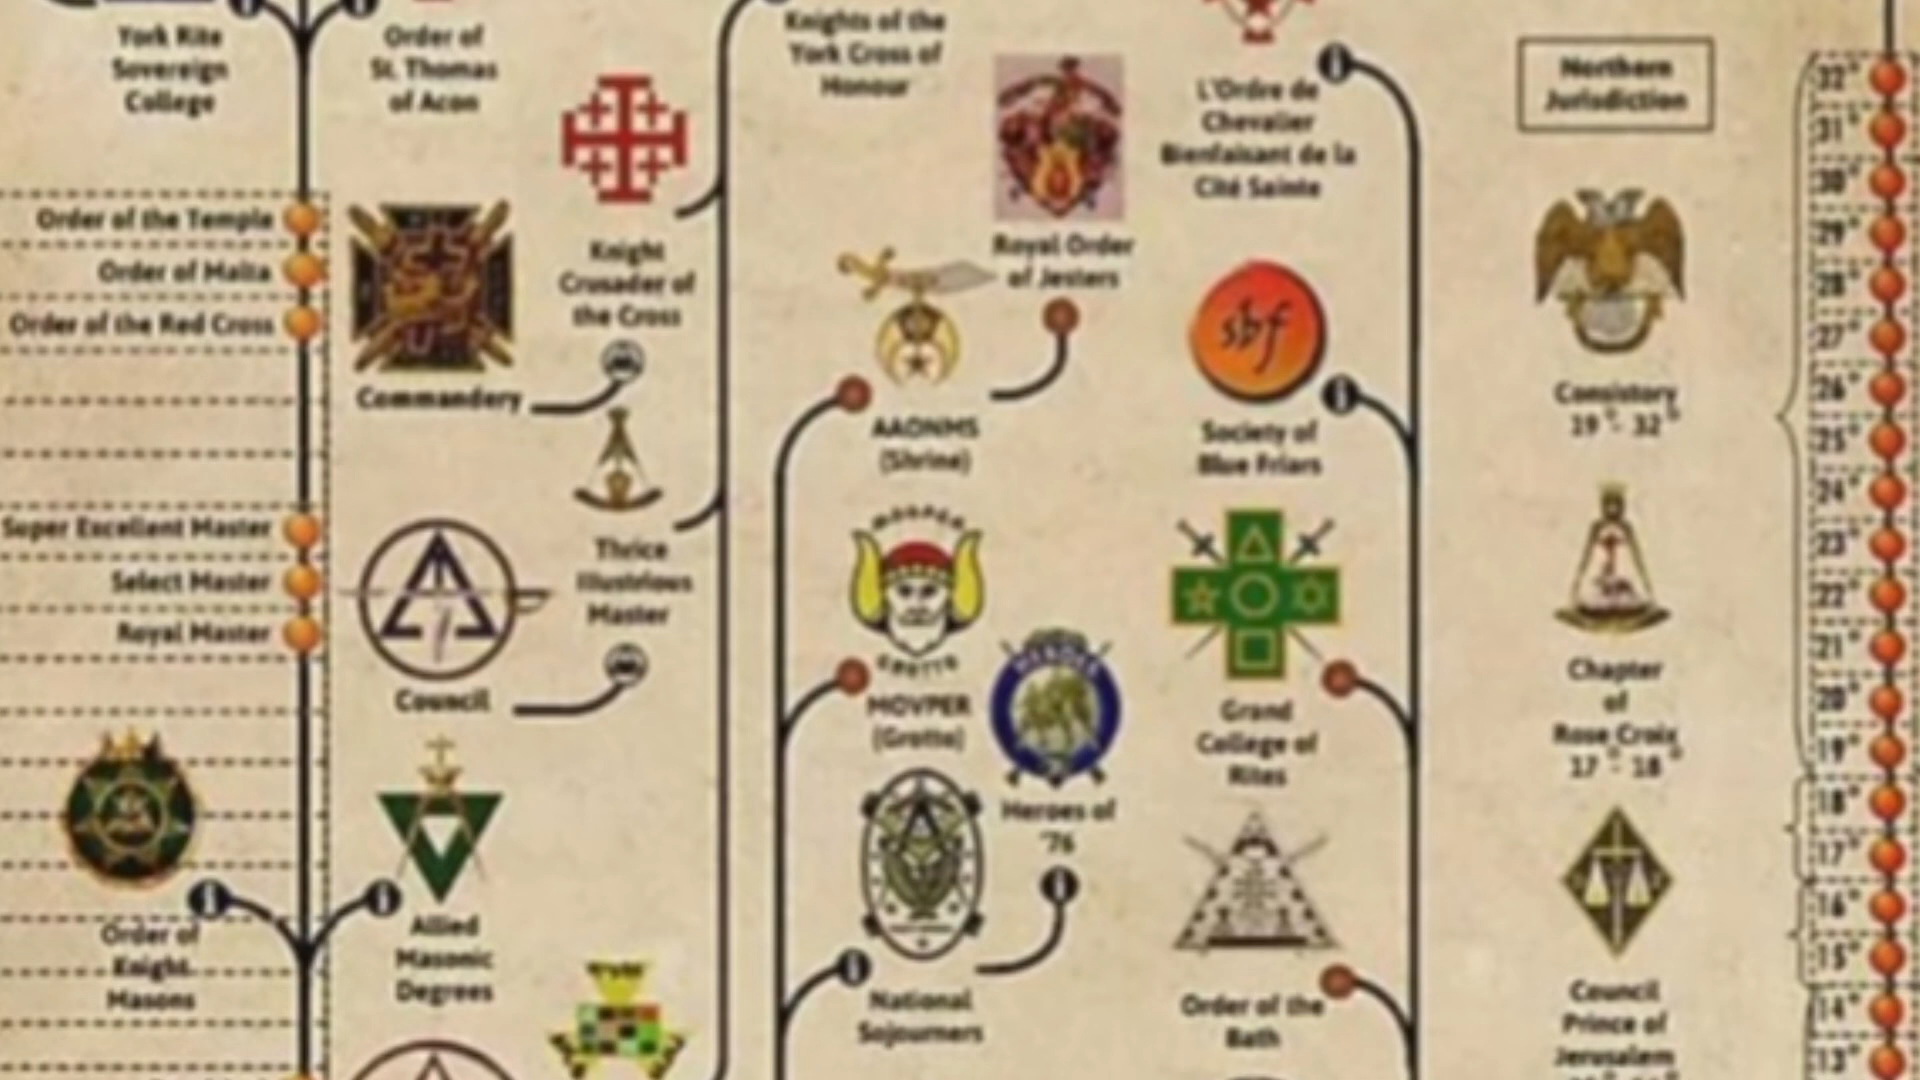 York Rite
Sovereign
College
Order of
St. Thomas
of Acon
Knights of the
York Cross of
Honour
L'Ordre de
Chevalier
Bienfaisant de la
Cité Sainte
Northern
Jurisdiction
Order of the Temple
Order of Malta
Order of the Red Cross
Commandery
Knight
Crusader of
the Cross
Royal Order
of Jesters
AAONMS
(Shrine)
sbf
Society of
Blue Friars
Consistory
19° - 32°
Super Excellent Master
Select Master
Royal Master
Council
Thrice
Illustrious
Master
MOVPER
GROTTO
MOVPER
(Grotto)
HEROES
Heroes of
'76
Grand
College of
Rites
Chapter
of
Rose Croix
17° - 18°
Order of
Knight
Masons
Allied
Masonic
Degrees
National
Sojourners
Order of the
Bath
Council
Prince of
Jerusalem
32°
31°
30°
29°
28°
27°
26°
25°
24°
23°
22°
21°
20°
19°
18°
17°
16°
15°
14°
13°